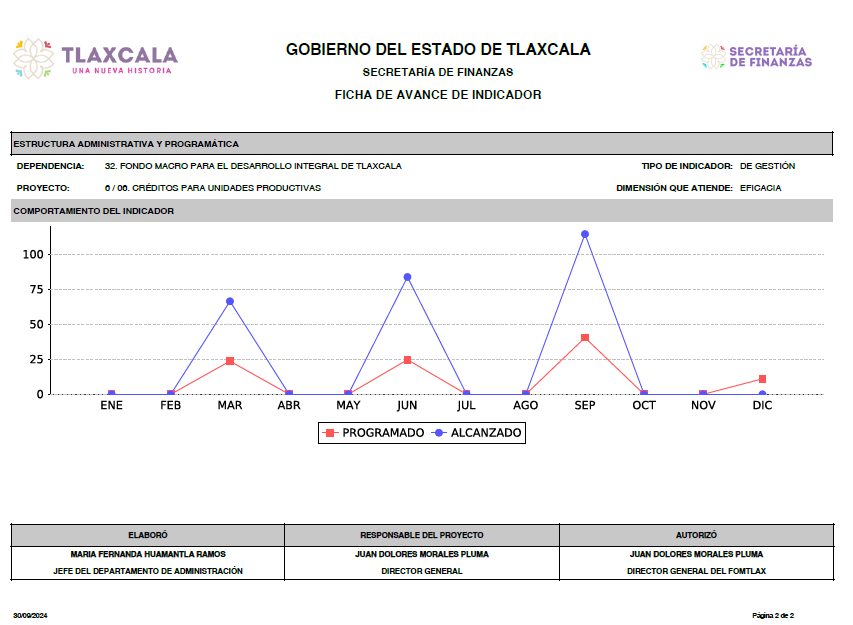 TLAXCALA
UNA NUEVA HISTORIA
GOBIERNO DEL ESTADO DE TLAXCALA
SECRETARÍA DE FINANZAS
FICHA DE AVANCE DE INDICADOR
SECRETARÍA
DE FINANZAS
ESTRUCTURA ADMINISTRATIVA Y PROGRAMÁTICA
DEPENDENCIA: 32. FONDO MACRO PARA EL DESARROLLO INTEGRAL DE TLAXCALA TIPO DE INDICADOR: DE GESTIÓN
PROYECTO: 6 / 06. CRÉDITOS PARA UNIDADES PRODUCTIVAS DIMENSIÓN QUE ATIENDE: EFICACIA
COMPORTAMIENTO DEL INDICADOR
100
75
50
25
0
ENE FEB MAR ABR MAY JUN JUL AGO SEP OCT NOV DIC
PROGRAMADO ALCANZADO
ELABORÓ RESPONSABLE DEL PROYECTO AUTORIZÓ
MARIA FERNANDA HUAMANTLA RAMOS JUAN DOLORES MORALES PLUMA JUAN DOLORES MORALES PLUMA
JEFE DEL DEPARTAMENTO DE ADMINISTRACIÓN DIRECTOR GENERAL DIRECTOR GENERAL DEL FOMTLAX
30/09/2024 Página 2 de 2